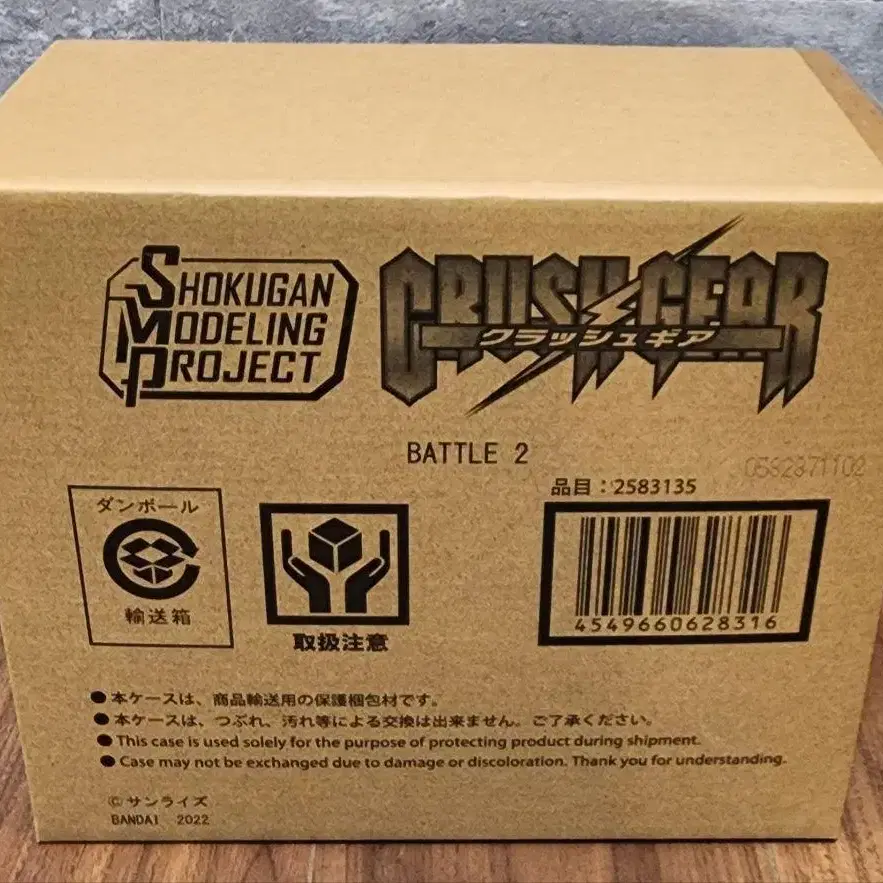 SHOKUGAN
MODELING
PROJECT
CRUSH GEAR
クラッシュギア
BATTLE 2
0582871102
品目：2583135
ダンボール
輸送箱
取扱注意
4549660628316
●本ケースは、商品輸送用の保護梱包材です。
●本ケースは、つぶれ、汚れ等による交換は出来ません。ご了承ください。
●This case is used solely for the purpose of protecting product during shipment.
●Case may not be exchanged due to damage or discoloration. Thank you for understanding.
©サンライズ
BANDAI 2022